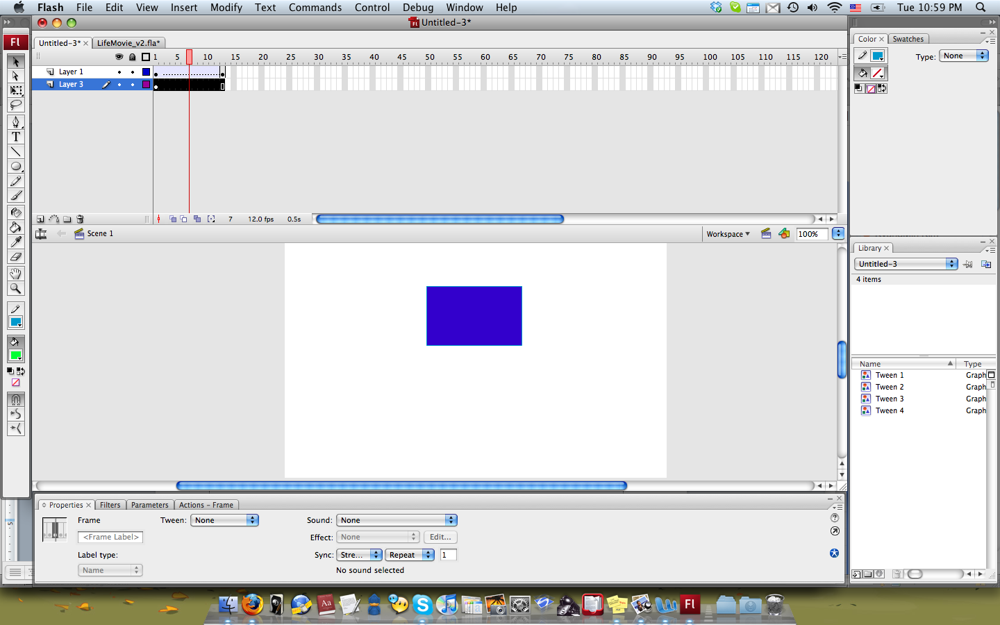 Flash File Edit View Insert Modify Text Commands Control Debug Window Help Tue 10:59 PM
Untitled-3*
Fl
Untitled-3* LifeMovie_v2.fla*
1 5 10 15 20 25 30 35 40 45 50 55 60 65 70 75 80 85 90 95 100 105 110 115 120
Layer 1
Layer 3
7 12.0 fps 0.5s
Scene 1 Workspace 100%
T
Color Swatches
Type: None
Library
Untitled-3
4 items
Name Type
Tween 1 Graph
Tween 2 Graph
Tween 3 Graph
Tween 4 Graph
Properties Filters Parameters Actions - Frame
Frame Tween: None Sound: None
<Frame Label> Effect: None Edit...
Label type: Sync: Stre... Repeat 1
Name No sound selected
Aa
Fl